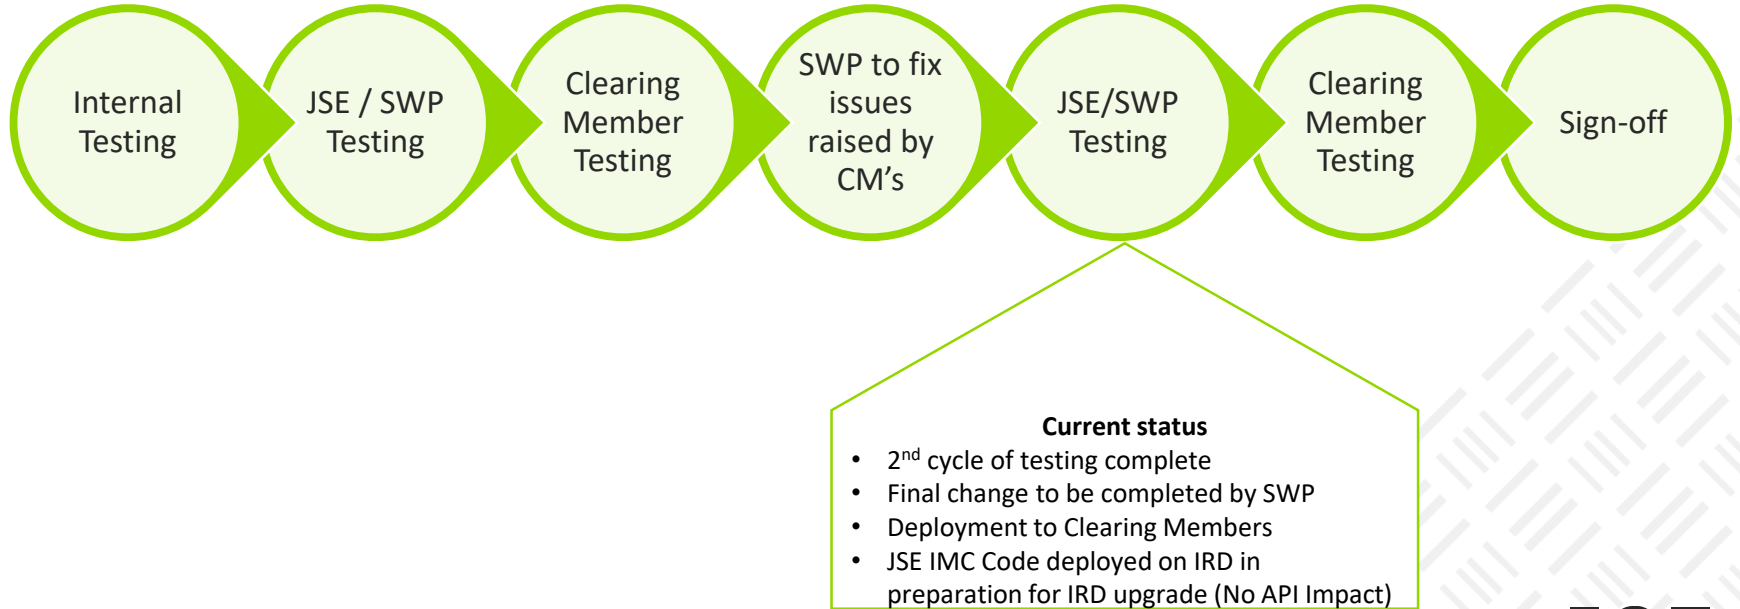 Internal
Testing
JSE / SWP
Testing
Clearing
Member
Testing
SWP to fix
issues
raised by
CM's
JSE/SWP
Testing
Clearing
Member
Testing
Sign-off
Current status
• 2nd cycle of testing complete
• Final change to be completed by SWP
• Deployment to Clearing Members
• JSE IMC Code deployed on IRD in
preparation for IRD upgrade (No API Impact)